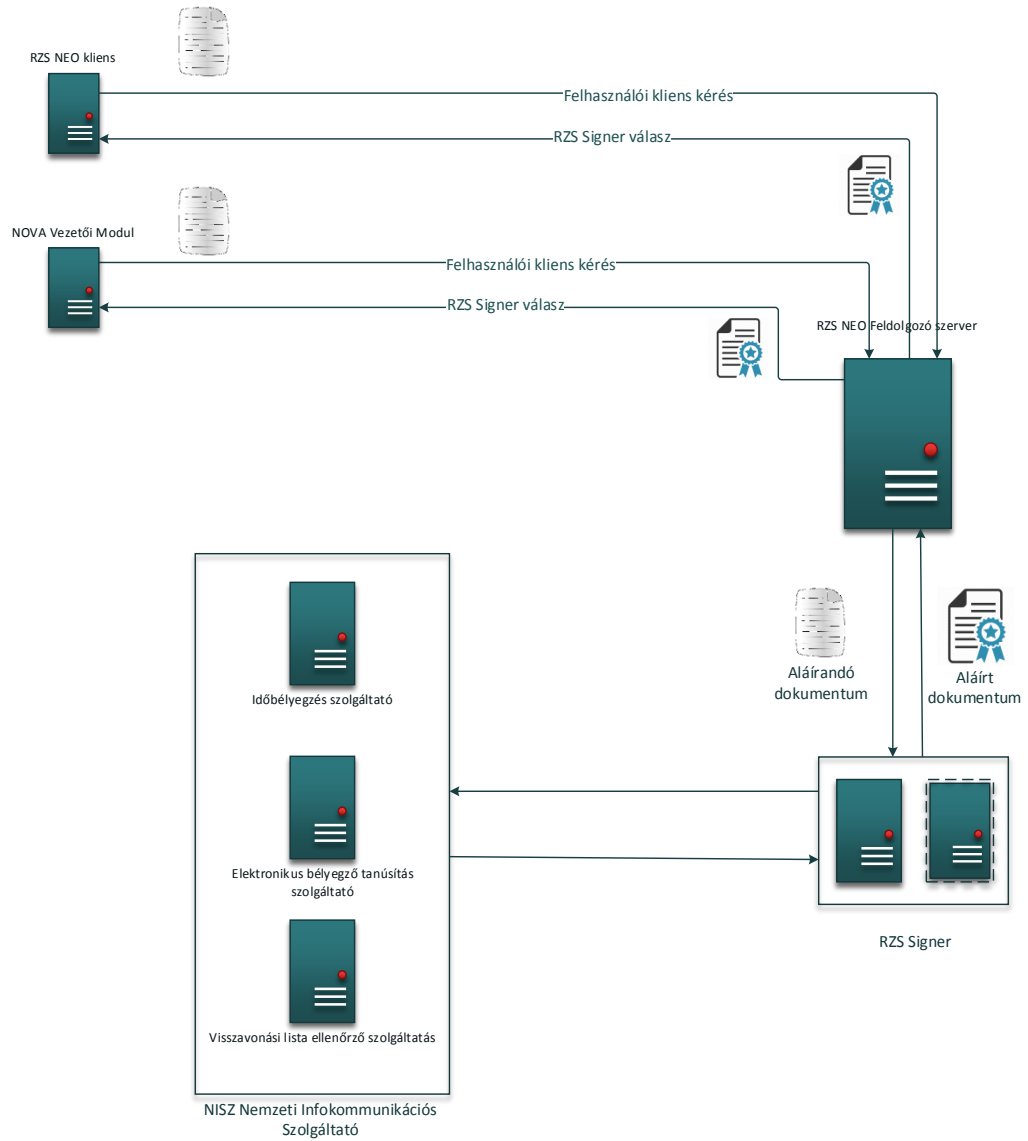 RZS NEO kliens
Felhasználói kliens kérés
RZS Signer válasz
NOVA Vezetői Modul
Felhasználói kliens kérés
RZS Signer válasz
RZS NEO Feldolgozó szerver
Aláírandó
dokumentum
Aláírt
dokumentum
Időbélyegzés szolgáltató
Elektronikus bélyegző tanúsítás
szolgáltató
Visszavonási lista ellenőrző szolgáltatás
RZS Signer
NISZ Nemzeti Infokommunikációs
Szolgáltató